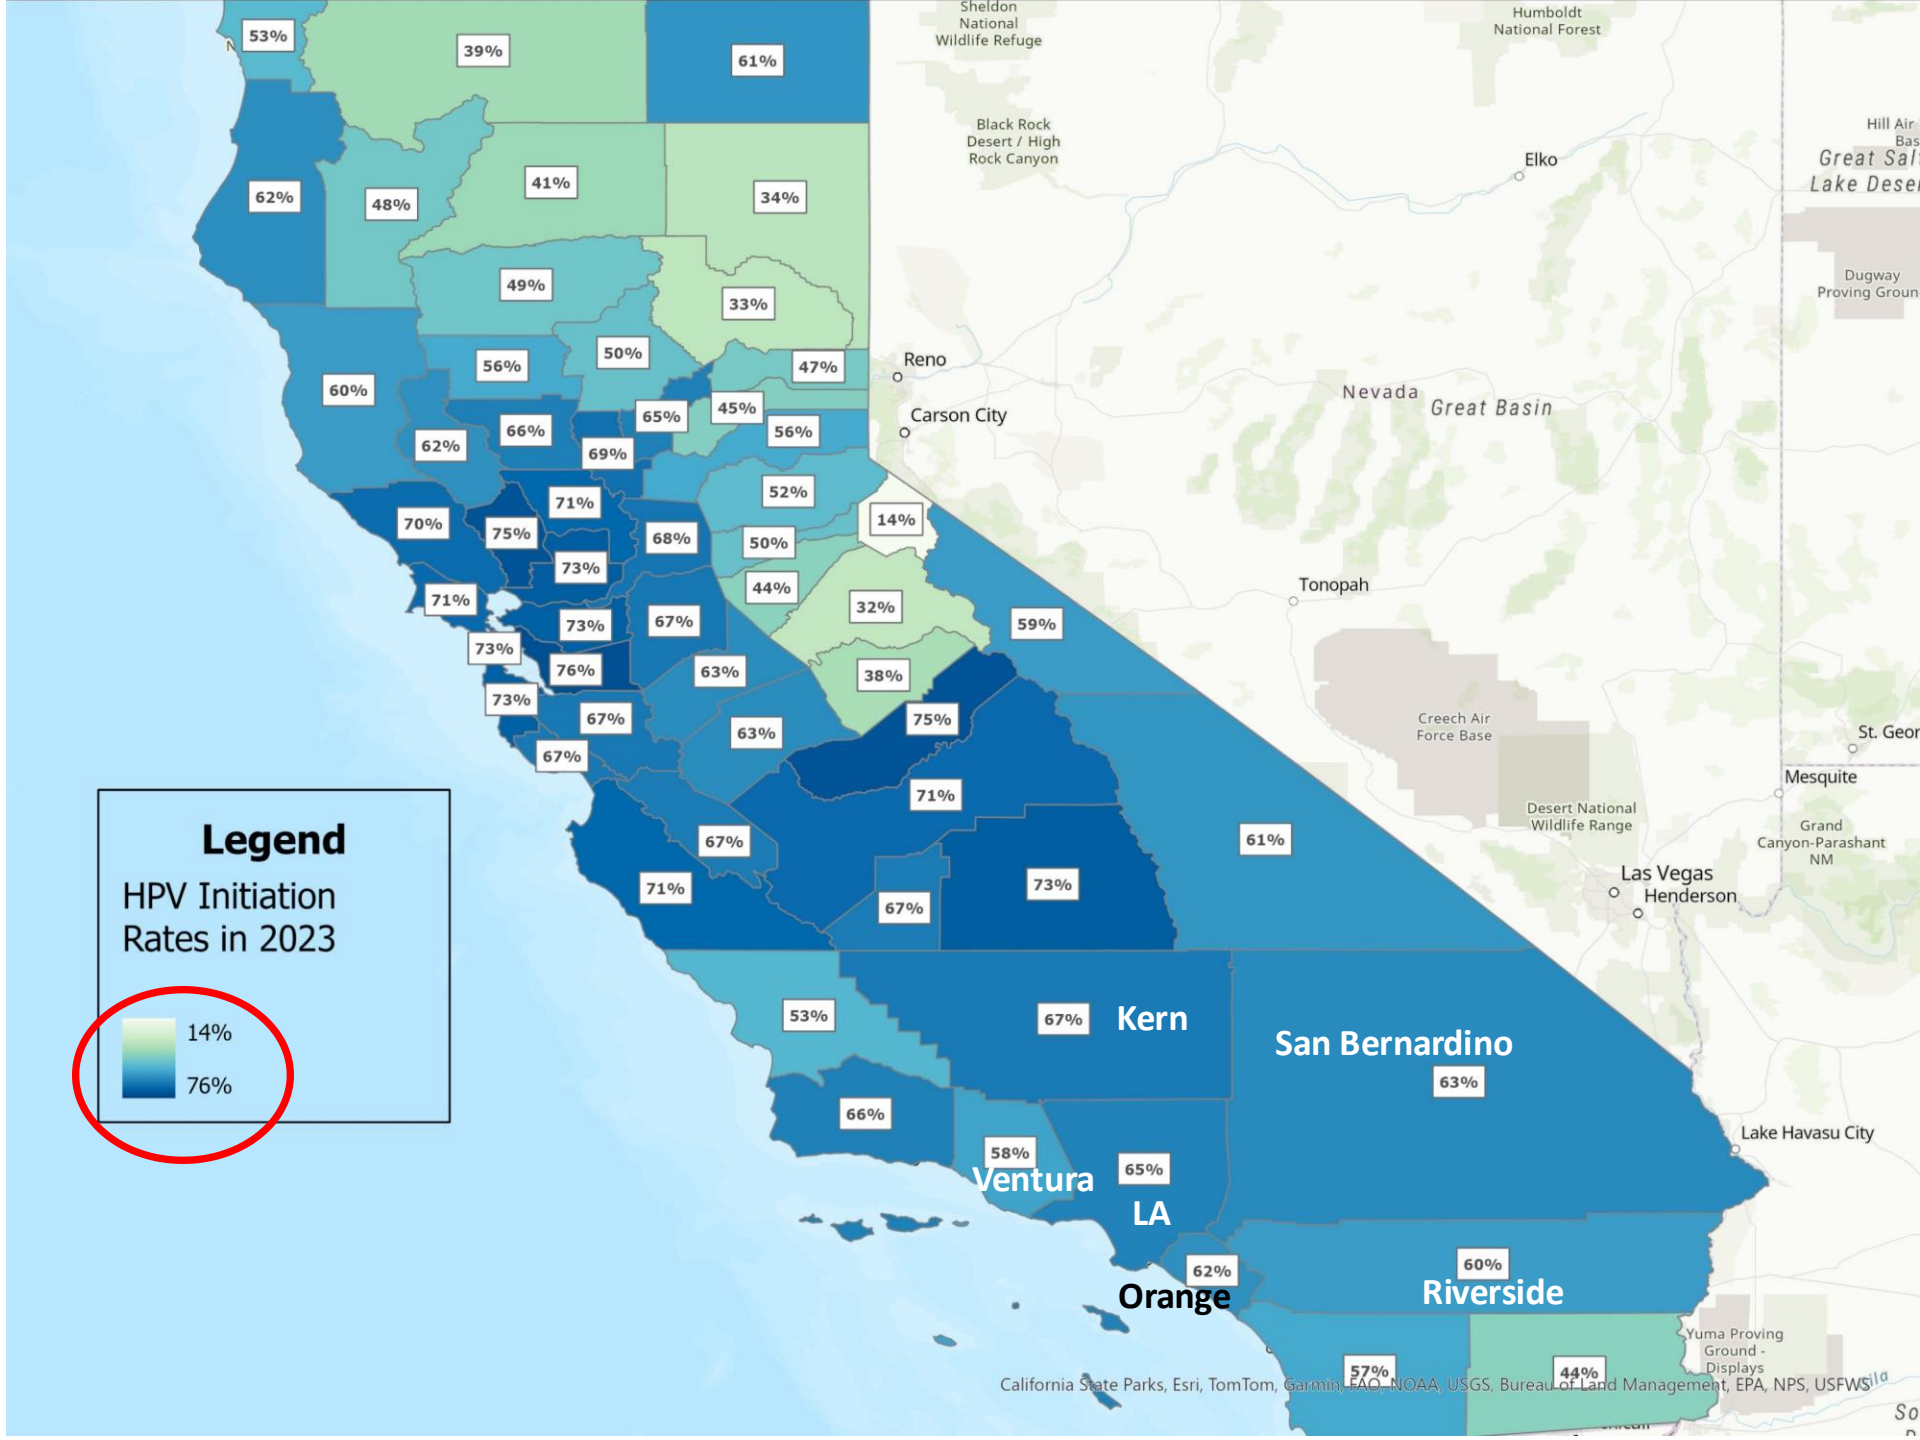 Sheldon
National
Wildlife Refuge
Humboldt
National Forest
53%
39%
61%
Black Rock
Desert / High
Rock Canyon
Hill Air
Bas
Great Salt
Lake Deser
Elko
62%
48%
41%
34%
49%
33%
Dugway
Proving Groun
56%
50%
47%
Reno
60%
65%
45%
Carson City
Nevada
Great Basin
62%
66%
69%
56%
70%
75%
71%
52%
14%
68%
50%
73%
44%
Tonopah
71%
73%
67%
32%
59%
73%
76%
63%
38%
73%
67%
63%
75%
Creech Air
Force Base
St. Geor
67%
Mesquite
71%
Desert National
Wildlife Range
Grand
Canyon-Parashant
NM
Legend
HPV Initiation
Rates in 2023
14%
76%
67%
61%
71%
67%
73%
Las Vegas
Henderson
53%
67%
Kern
San Bernardino
63%
66%
58%
Ventura
65%
LA
Lake Havasu City
62%
Orange
60%
Riverside
Yuma Proving
Ground -
Displays
57%
44%
California State Parks, Esri, TomTom, Garmin, FAO, NOAA, USGS, Bureau of Land Management, EPA, NPS, USFWS
Gila
So